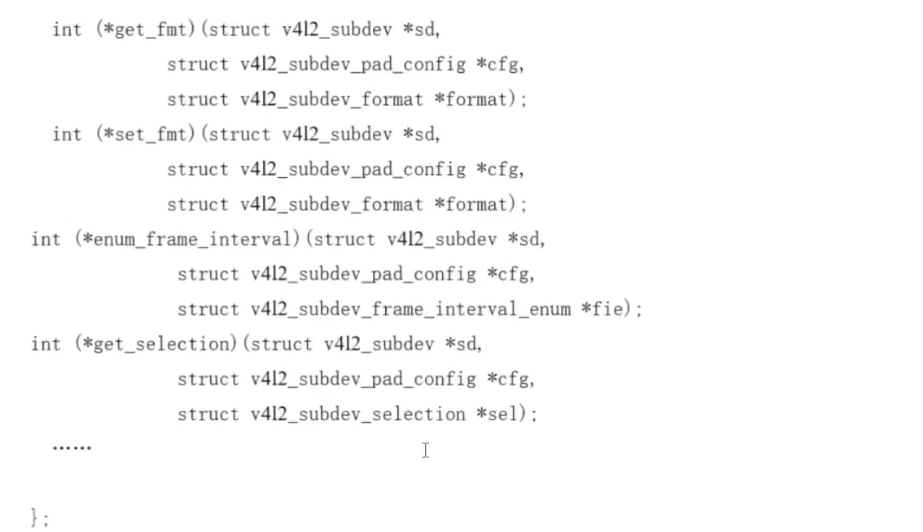 int (*get_fmt)(struct v4l2_subdev *sd,
struct v4l2_subdev_pad_config *cfg,
struct v4l2_subdev_format *format);
int (*set_fmt)(struct v4l2_subdev *sd,
struct v4l2_subdev_pad_config *cfg,
struct v4l2_subdev_format *format);
int (*enum_frame_interval)(struct v4l2_subdev *sd,
struct v4l2_subdev_pad_config *cfg,
struct v4l2_subdev_frame_interval_enum *fie);
int (*get_selection)(struct v4l2_subdev *sd,
struct v4l2_subdev_pad_config *cfg,
struct v4l2_subdev_selection *sel);
……
};